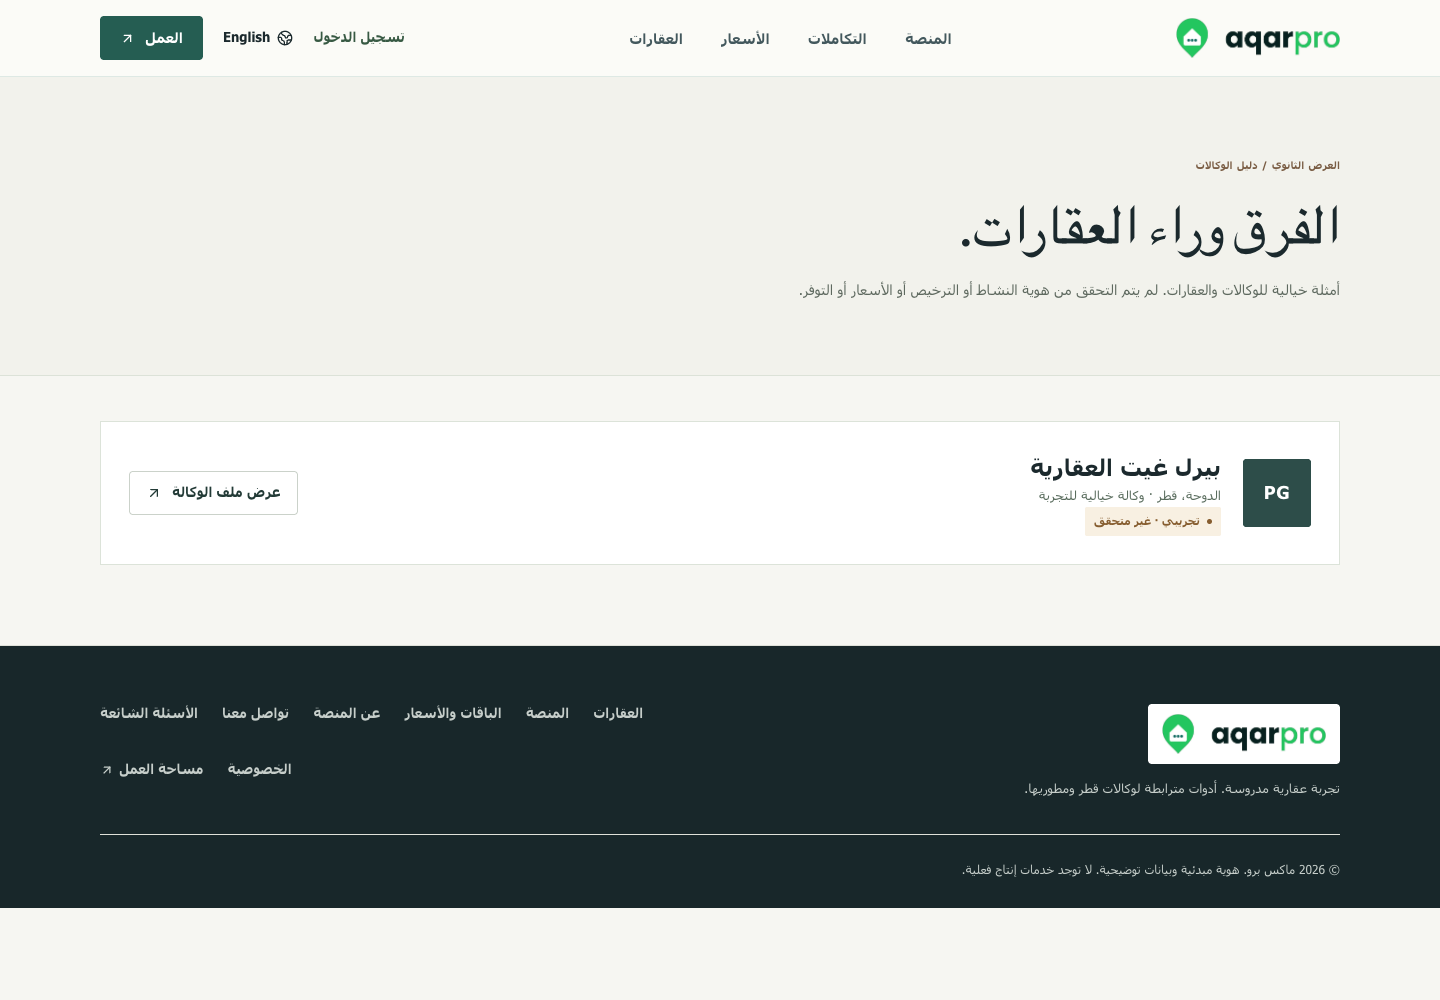 aqarpro
المنصة
التكاملات
الأسعار
العقارات
تسجيل الدخول
English
العمل
العرض الثانوي / دليل الوكالات
الفرق وراء العقارات.
أمثلة خيالية للوكالات والعقارات. لم يتم التحقق من هوية النشاط أو الترخيص أو الأسعار أو التوفر.
PG
بيرل غيت العقارية
الدوحة، قطر · وكالة خيالية للتجربة
تجريبي · غير متحقق
عرض ملف الوكالة
aqarpro
تجربة عقارية مدروسة. أدوات مترابطة لوكالات قطر ومطوريها.
العقارات المنصة الباقات والأسعار عن المنصة تواصل معنا الأسئلة الشائعة
الخصوصية مساحة العمل
© 2026 ماكس برو. هوية مبدئية وبيانات توضيحية. لا توجد خدمات إنتاج فعلية.